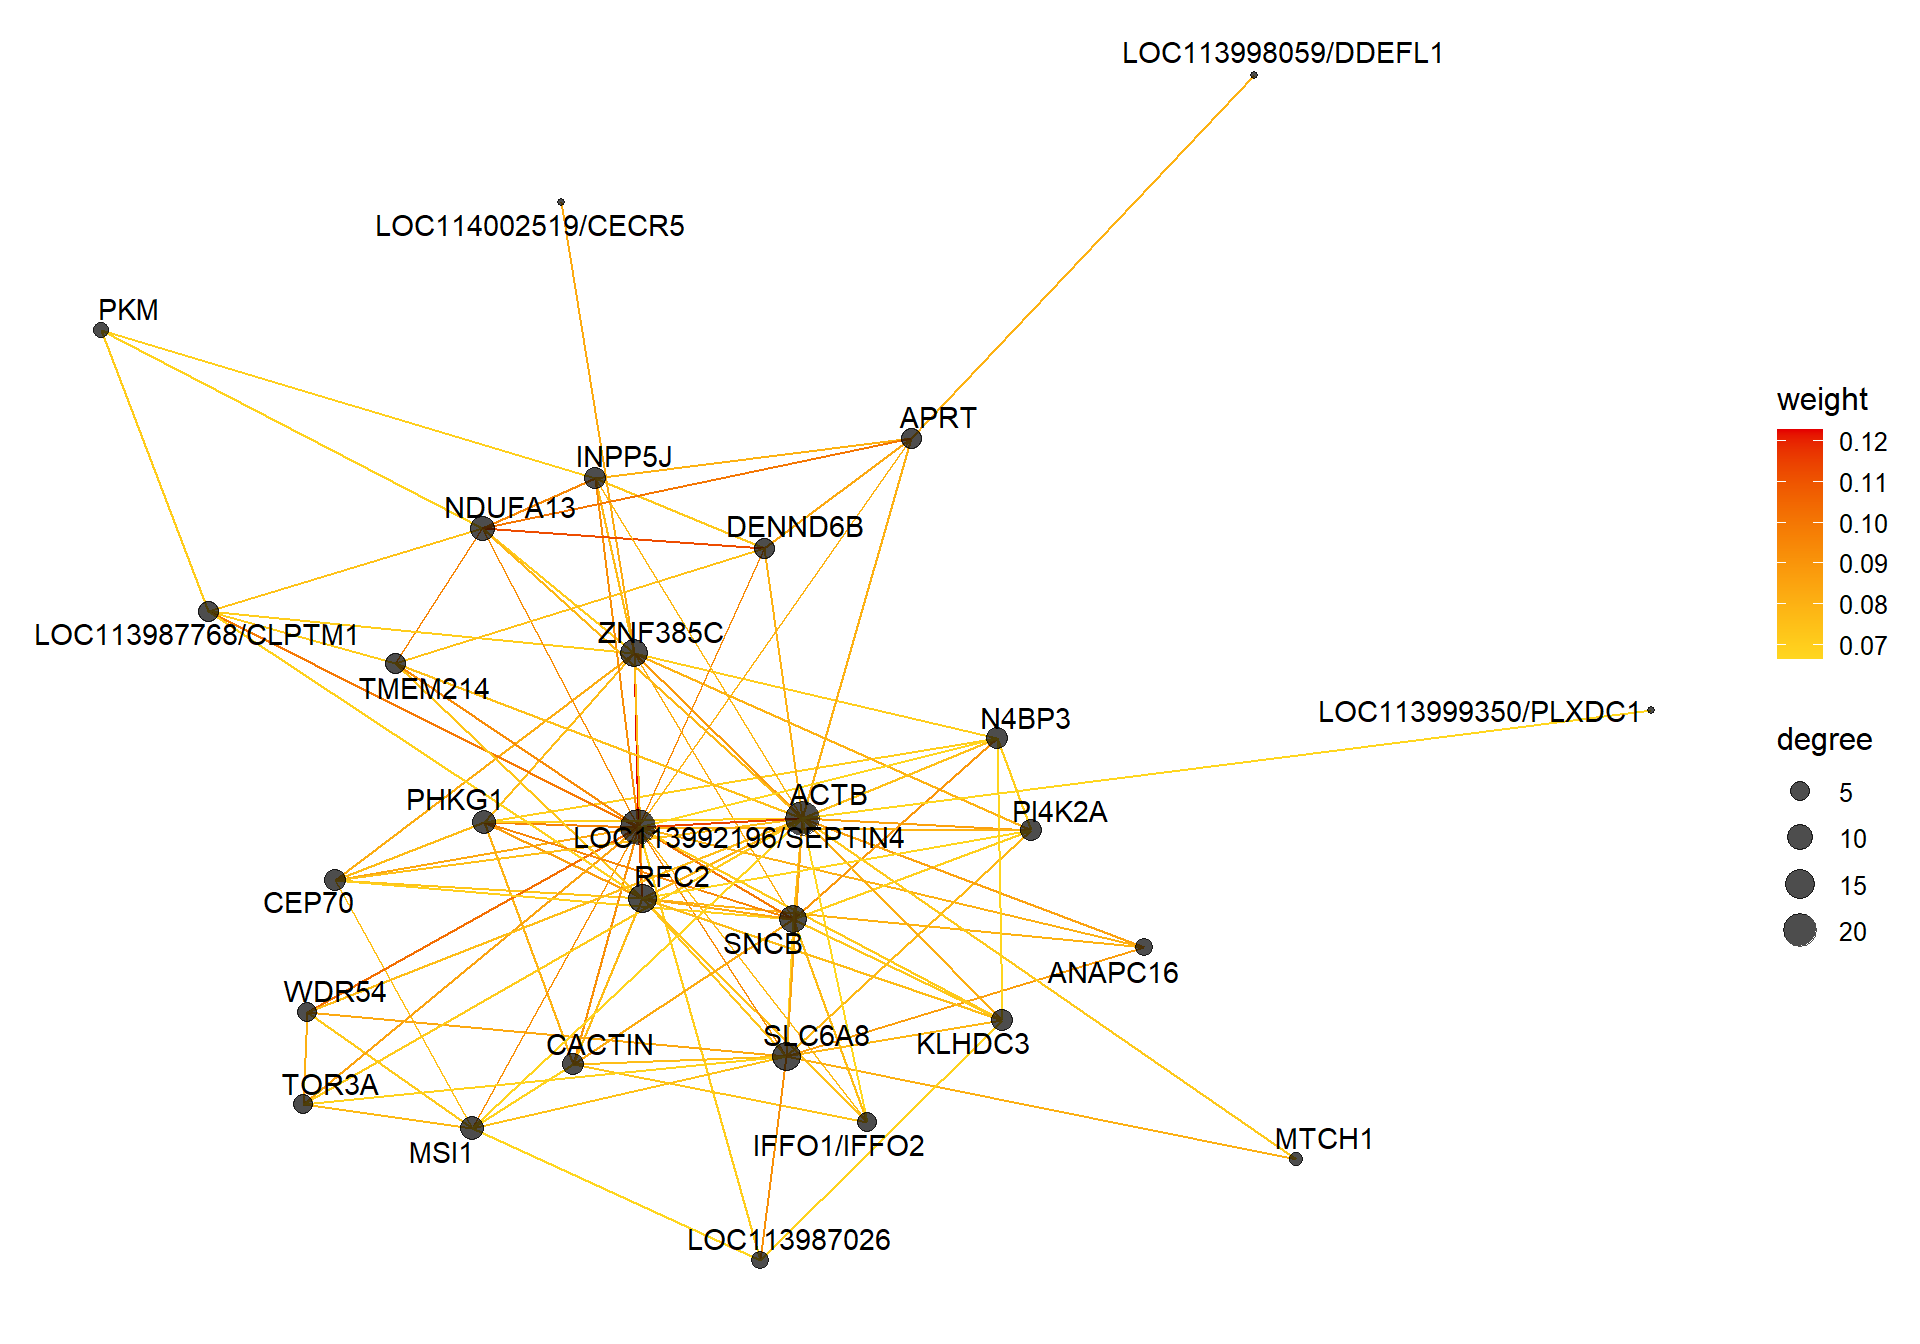 LOC113998059/DDEFL1
LOC114002519/CECR5
PKM
APRT
INPP5J
NDUFA13
DENND6B
LOC113987768/CLPTM1
ZNF385C
TMEM214
N4BP3
LOC113999350/PLXDC1
PHKG1
ACTB
PI4K2A
LOC113992196/SEPTIN4
RFC2
CEP70
SNCB
ANAPC16
WDR54
SLC6A8
CACTIN
KLHDC3
TOR3A
MSI1
IFFO1/IFFO2
MTCH1
LOC113987026
weight
0.12
0.11
0.10
0.09
0.08
0.07
degree
5
10
15
20